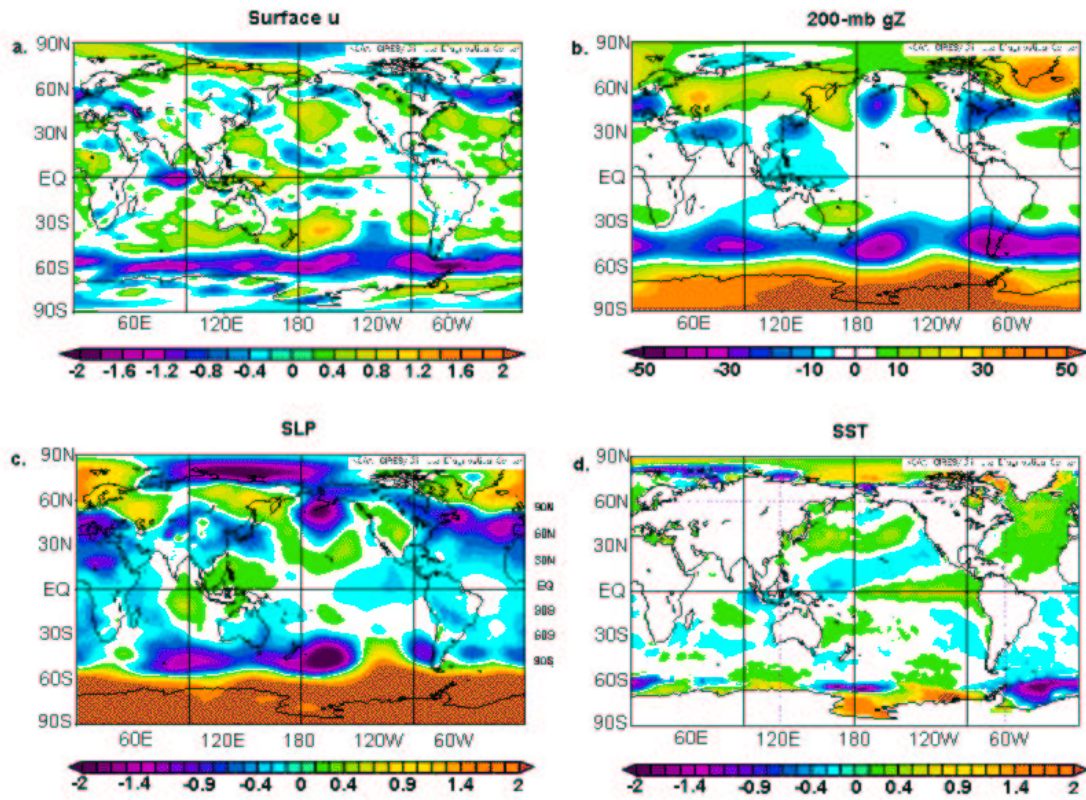 Surface u
200-mb gZ
a.
b.
90N
60N
30N
EQ
30S
60S
90S
60E 120E 180 120W 60W
-2 -1.6 -1.2 -0.8 -0.4 0 0.4 0.8 1.2 1.6 2
90N
60N
30N
EQ
30S
60S
90S
60E 120E 180 120W 60W
-50 -30 -10 0 10 30 50
SLP
SST
c.
d.
90N
60N
30N
EQ
30S
60S
90S
90N
60N
30N
EQ
90S
60S
90S
60E 120E 180 120W 60W
-2 -1.4 -0.9 -0.4 0 0.4 0.9 1.4 2
90N
60N
30N
EQ
30S
60S
90S
60E 120E 180 120W 60W
-2 -1.4 -0.9 -0.4 0 0.4 0.9 1.4 2